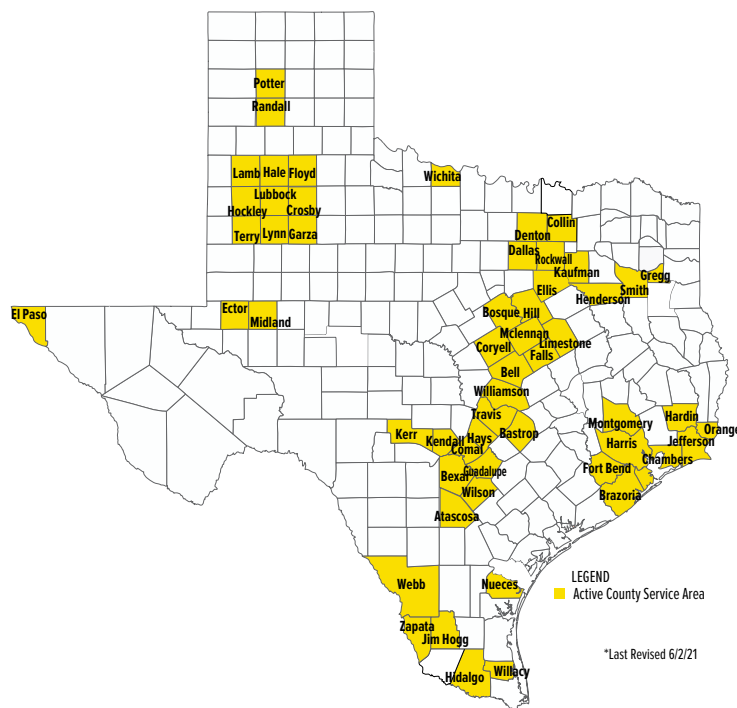 Potter
Randall
Lamb Hale Floyd
Wichita
Lubbock
Hockley Crosby
Terry Lynn Garza
Collin
Denton
Dallas
Rockwall
Kaufman
Gregg
Ellis
Smith
Henderson
El Paso
Ector
Midland
Bosque Hill
Mclennan
Limestone
Coryell
Falls
Bell
Williamson
Travis
Hardin
Montgomery
Orange
Kerr
Kendall
Hays
Bastrop
Harris
Jefferson
Comal
Chambers
Guadalupe
Fort Bend
Bexar
Wilson
Brazoria
Atascosa
Webb
Nueces
LEGEND
Active County Service Area
Zapata
Jim Hogg
*Last Revised 6/2/21
Hidalgo
Willacy